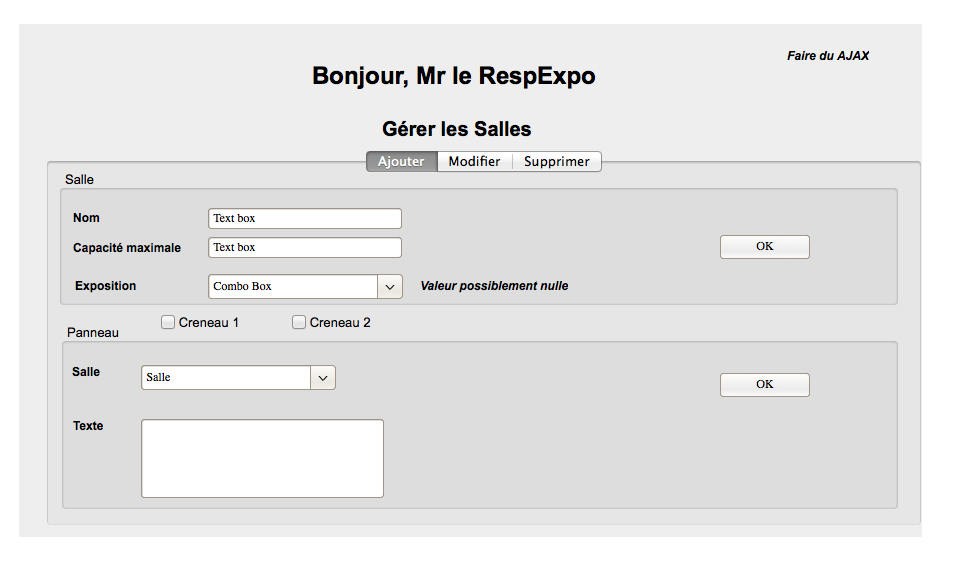 Faire du AJAX
Bonjour, Mr le RespExpo
Gérer les Salles
Ajouter Modifier Supprimer
Salle
Nom Text box
Capacité maximale Text box OK
Exposition Combo Box Valeur possiblement nulle
Creneau 1 Creneau 2
Panneau
Salle Salle OK
Texte